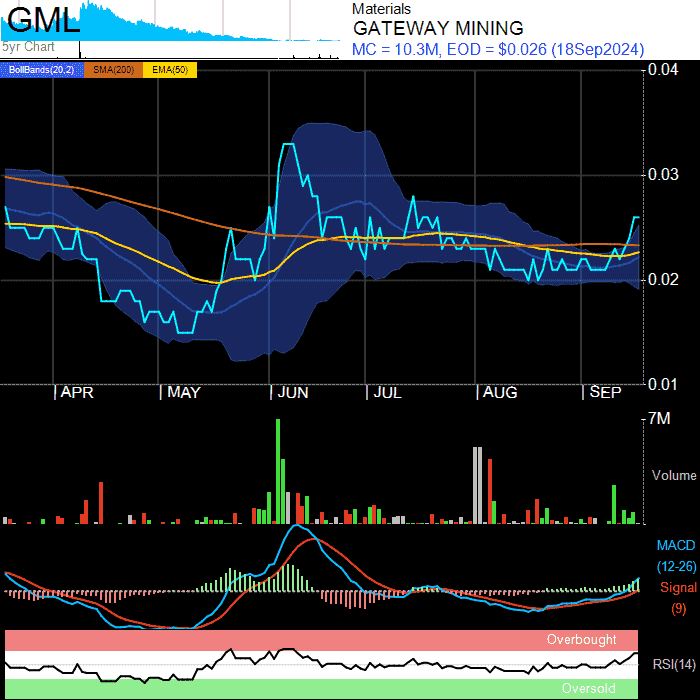 GML
5yr Chart
Materials
GATEWAY MINING
MC = 10.3M, EOD = $0.026 (18Sep2024)
BollBands(20,2) SMA(200) EMA(50)
0.04
0.03
0.02
0.01
APR MAY JUN JUL AUG SEP
7M
Volume
MACD
(12-26)
Signal
(9)
Overbought
RSI(14)
Oversold